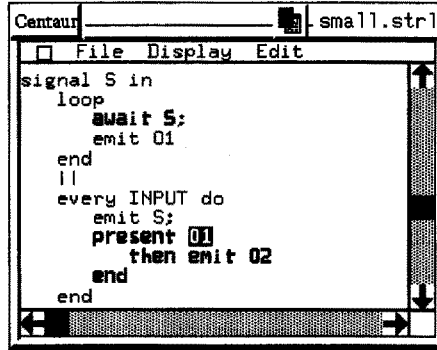 Centaur small.strl
File Display Edit
signal S in
loop
await S;
emit O1
end
||
every INPUT do
emit S;
present O1
then emit O2
end
end